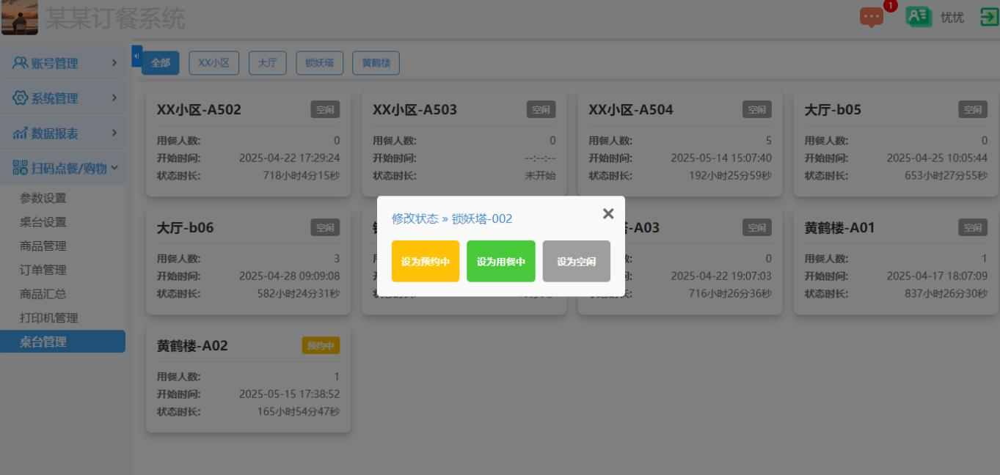 某某订餐系统
1
忧忧
账号管理
系统管理
数据报表
扫码点餐/购物
参数设置
桌台设置
商品管理
订单管理
商品汇总
打印机管理
桌台管理
全部
XX小区
大厅
锁妖塔
黄鹤楼
XX小区-A502 空闲
用餐人数: 0
开始时间: 2025-04-22 17:29:24
状态时长: 718小时4分15秒
XX小区-A503 空闲
用餐人数: 0
开始时间: --:--:--
状态时长: 未开始
XX小区-A504 空闲
用餐人数: 5
开始时间: 2025-05-14 15:07:40
状态时长: 192小时25分59秒
大厅-b05 空闲
用餐人数: 0
开始时间: 2025-04-25 10:05:44
状态时长: 653小时27分55秒
大厅-b06 空闲
用餐人数: 3
开始时间: 2025-04-28 09:09:08
状态时长: 582小时24分31秒
修改状态 » 锁妖塔-002
设为预约中
设为用餐中
设为空闲
-A03 空闲
0
2025-04-22 19:07:03
716小时26分36秒
黄鹤楼-A01 空闲
用餐人数: 1
开始时间: 2025-04-17 18:07:09
状态时长: 837小时26分30秒
黄鹤楼-A02 预约中
用餐人数: 1
开始时间: 2025-05-15 17:38:52
状态时长: 165小时54分47秒